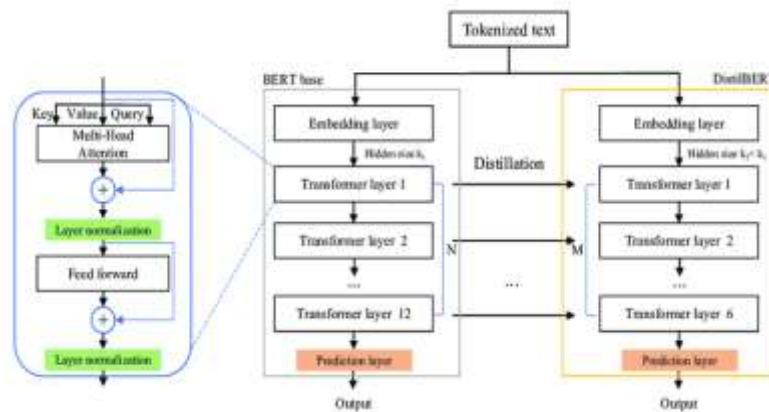 Tokenized text
BERT base
DistilBERT
Key Value Query
Multi-Head
Attention
+
Layer normalization
Feed forward
+
Layer normalization
Embedding layer
Hidden size
Transformer layer 1
Transformer layer 2
...
Transformer layer 12
Prediction layer
Output
N
Distillation
...
M
Embedding layer
Hidden size
Transformer layer 1
Transformer layer 2
...
Transformer layer 6
Prediction layer
Output